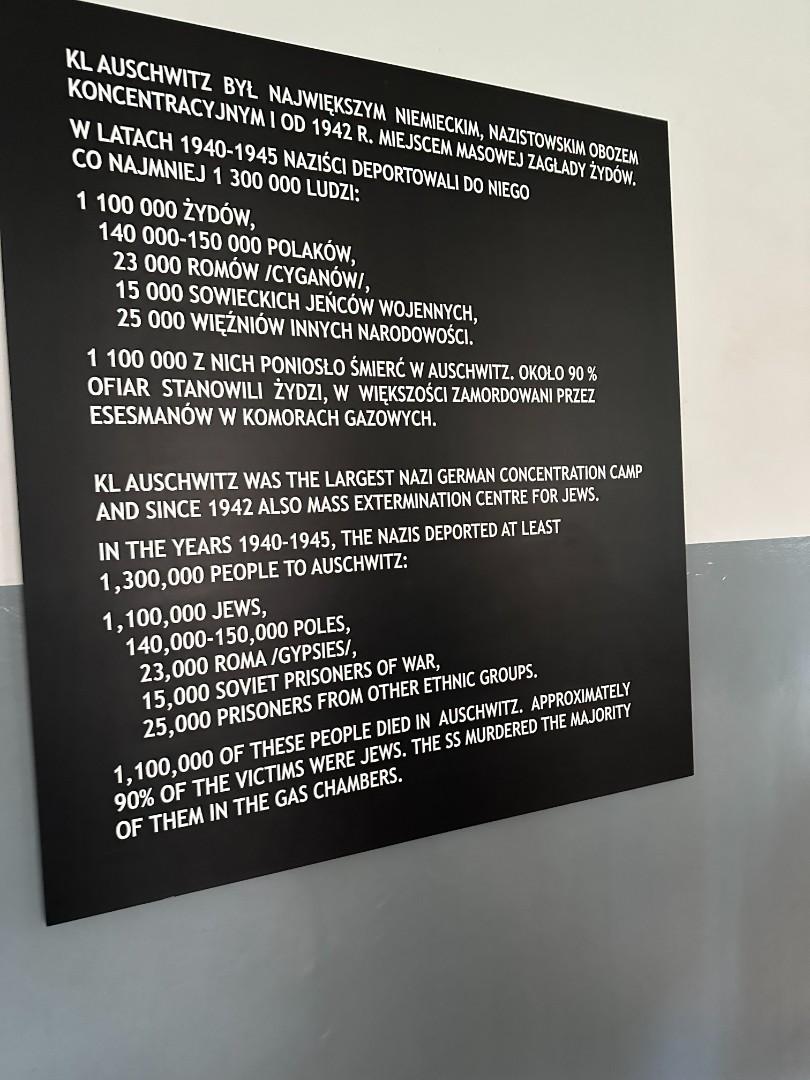 KL AUSCHWITZ BYŁ NAJWIĘKSZYM NIEMIECKIM, NAZISTOWSKIM OBOZEM
KONCENTRACYJNYM I OD 1942 R. MIEJSCEM MASOWEJ ZAGŁADY ŻYDÓW.
W LATACH 1940-1945 NAZIŚCI DEPORTOWALI DO NIEGO
CO NAJMNIEJ 1 300 000 LUDZI:
1 100 000 ŻYDÓW,
140 000-150 000 POLAKÓW,
23 000 ROMÓW /CYGANÓW/,
15 000 SOWIECKICH JEŃCÓW WOJENNYCH,
25 000 WIĘŹNIÓW INNYCH NARODOWOŚCI.
1 100 000 Z NICH PONIOSŁO ŚMIERĆ W AUSCHWITZ. OKOŁO 90 %
OFIAR STANOWILI ŻYDZI, W WIĘKSZOŚCI ZAMORDOWANI PRZEZ
ESESMANÓW W KOMORACH GAZOWYCH.
KL AUSCHWITZ WAS THE LARGEST NAZI GERMAN CONCENTRATION CAMP
AND SINCE 1942 ALSO MASS EXTERMINATION CENTRE FOR JEWS.
IN THE YEARS 1940-1945, THE NAZIS DEPORTED AT LEAST
1,300,000 PEOPLE TO AUSCHWITZ:
1,100,000 JEWS,
140,000-150,000 POLES,
23,000 ROMA /GYPSIES/,
15,000 SOVIET PRISONERS OF WAR,
25,000 PRISONERS FROM OTHER ETHNIC GROUPS.
1,100,000 OF THESE PEOPLE DIED IN AUSCHWITZ. APPROXIMATELY
90% OF THE VICTIMS WERE JEWS. THE SS MURDERED THE MAJORITY
OF THEM IN THE GAS CHAMBERS.